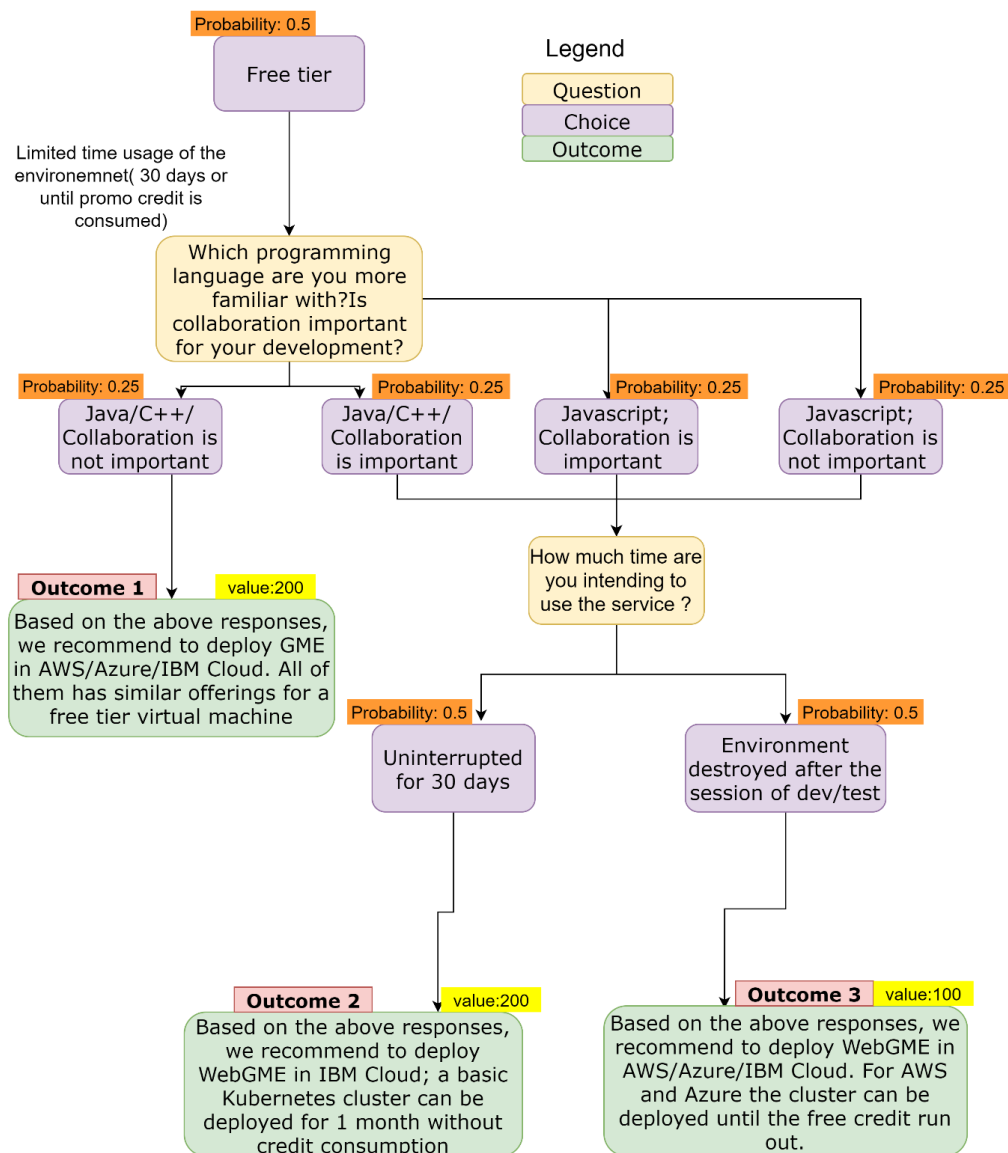 Probability: 0.5
Free tier
Legend
Question
Choice
Outcome
Limited time usage of the
environemnet( 30 days or
until promo credit is
consumed)
Which programming
language are you more
familiar with?Is
collaboration important
for your development?
Probability: 0.25
Java/C++/
Collaboration is
not important
Probability: 0.25
Java/C++/
Collaboration
is important
Probability: 0.25
Javascript;
Collaboration is
important
Probability: 0.25
Javascript;
Collaboration is
not important
How much time are
you intending to
use the service ?
Outcome 1
value:200
Based on the above responses,
we recommend to deploy GME
in AWS/Azure/IBM Cloud. All of
them has similar offerings for a
free tier virtual machine
Probability: 0.5
Uninterrupted
for 30 days
Probability: 0.5
Environment
destroyed after the
session of dev/test
Outcome 2
value:200
Based on the above responses,
we recommend to deploy
WebGME in IBM Cloud; a basic
Kubernetes cluster can be
deployed for 1 month without
credit consumption
Outcome 3
value:100
Based on the above responses, we
recommend to deploy WebGME in
AWS/Azure/IBM Cloud. For AWS
and Azure the cluster can be
deployed until the free credit run
out.